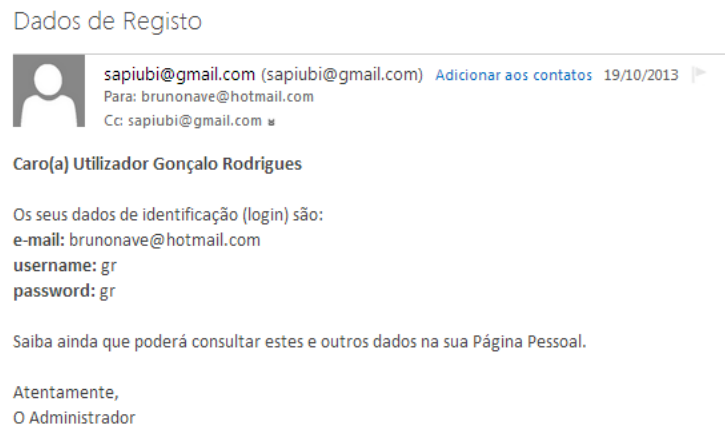 Dados de Registo
sapiubi@gmail.com (sapiubi@gmail.com) Adicionar aos contatos 19/10/2013
Para: brunonave@hotmail.com
Cc: sapiubi@gmail.com
Caro(a) Utilizador Gonçalo Rodrigues
Os seus dados de identificação (login) são:
e-mail: brunonave@hotmail.com
username: gr
password: gr
Saiba ainda que poderá consultar estes e outros dados na sua Página Pessoal.
Atentamente,
O Administrador